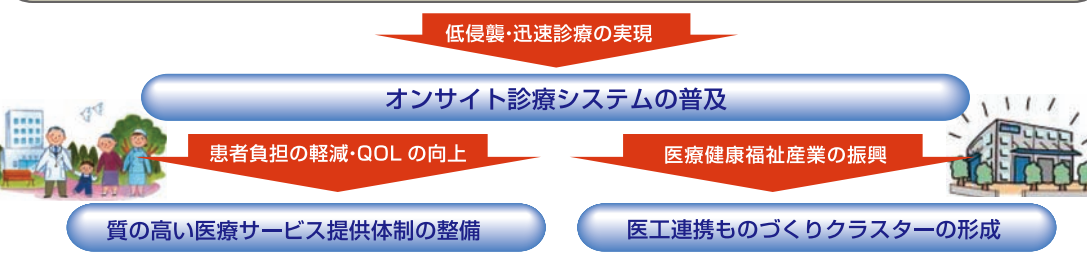 低侵襲・迅速診療の実現
オンサイト診療システムの普及
患者負担の軽減・QOLの向上
医療健康福祉産業の振興
質の高い医療サービス提供体制の整備
医工連携ものづくりクラスターの形成